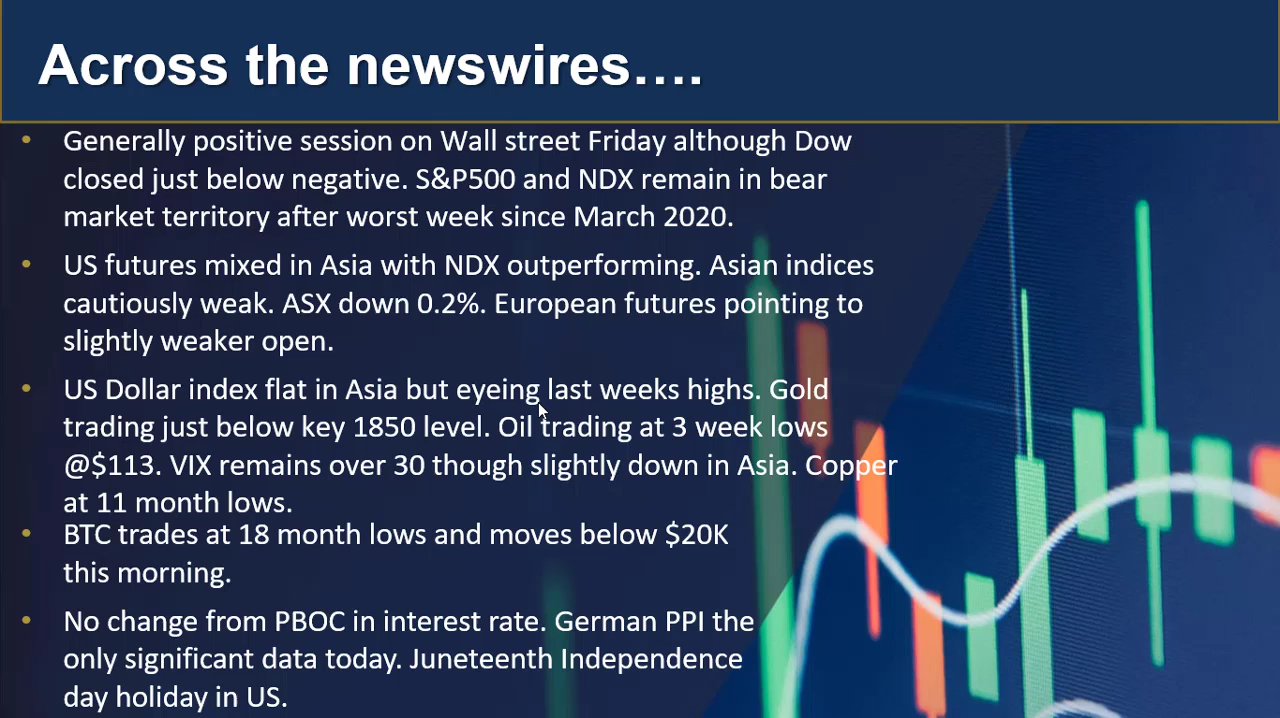 Across the newswires….
• Generally positive session on Wall street Friday although Dow
closed just below negative. S&P500 and NDX remain in bear
market territory after worst week since March 2020.
• US futures mixed in Asia with NDX outperforming. Asian indices
cautiously weak. ASX down 0.2%. European futures pointing to
slightly weaker open.
• US Dollar index flat in Asia but eyeing last weeks highs. Gold
trading just below key 1850 level. Oil trading at 3 week lows
@$113. VIX remains over 30 though slightly down in Asia. Copper
at 11 month lows.
• BTC trades at 18 month lows and moves below $20K
this morning.
• No change from PBOC in interest rate. German PPI the
only significant data today. Juneteenth Independence
day holiday in US.